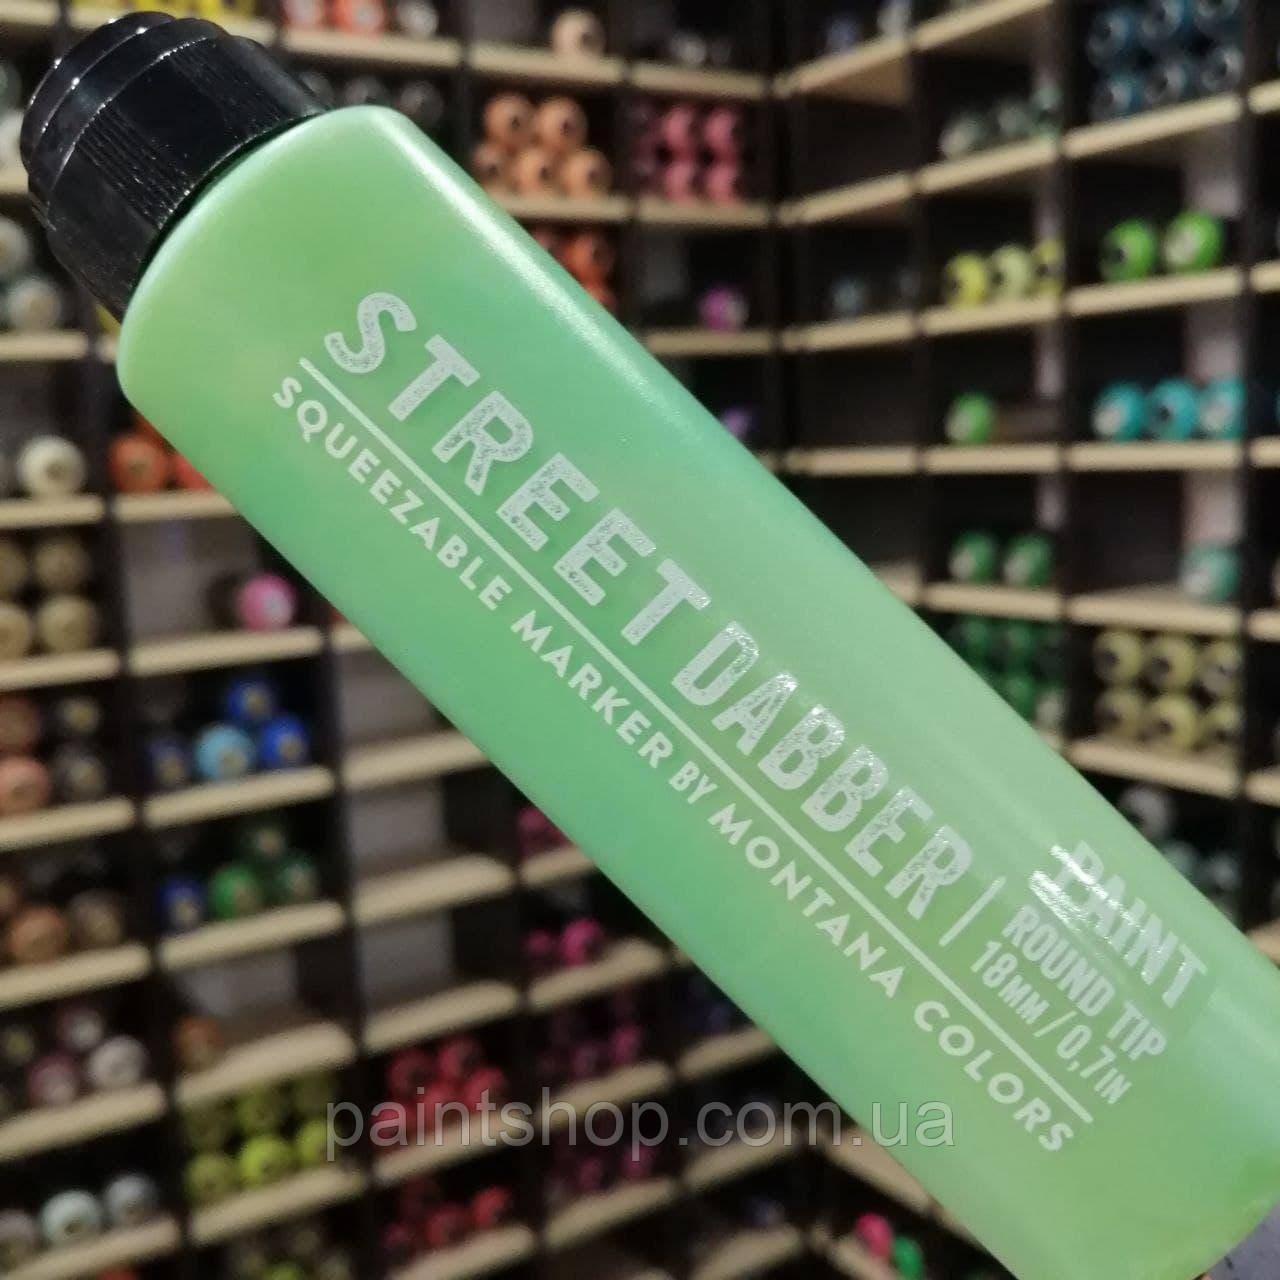 STREET DABBER
SQUEEZABLE MARKER BY MONTANA COLORS
PAINT
ROUND TIP
18MM/0,7IN
paintshop.com.ua